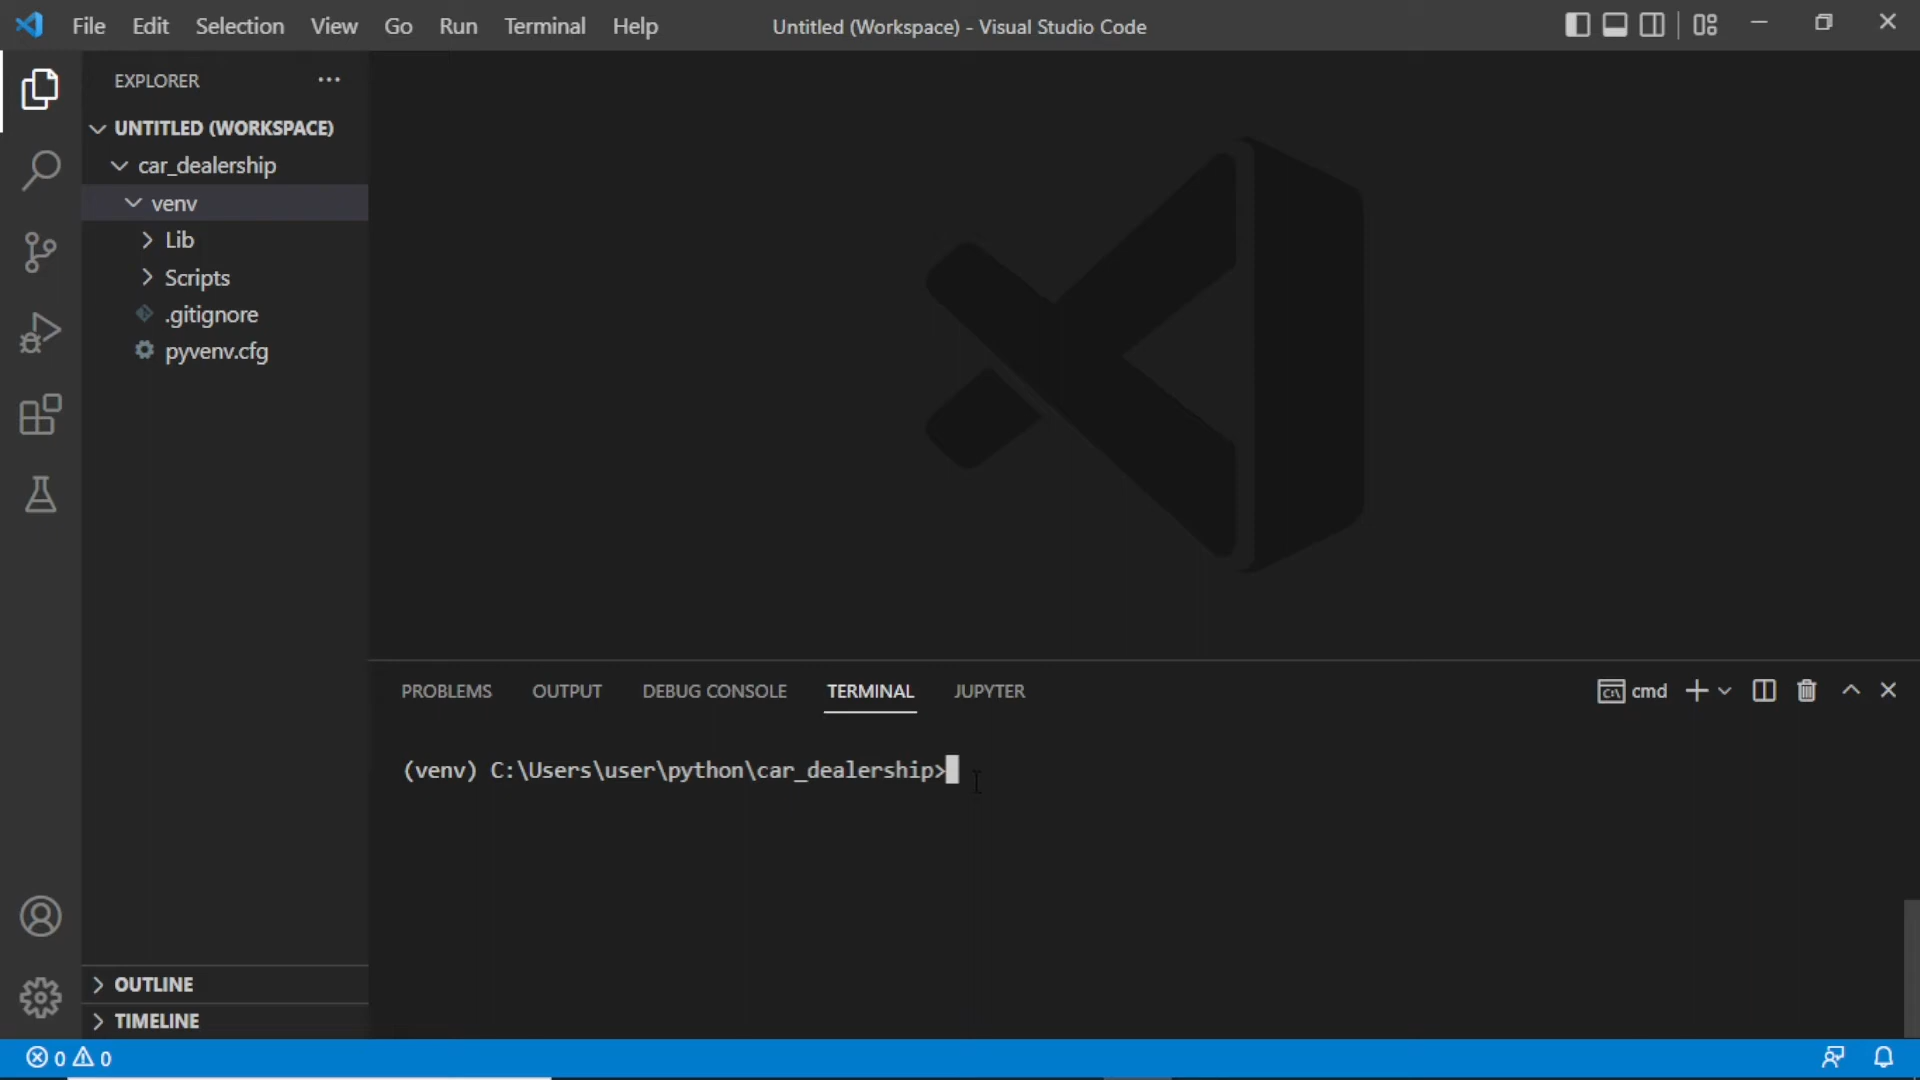 File Edit Selection View Go Run Terminal Help Untitled (Workspace) - Visual Studio Code
EXPLORER
UNTITLED (WORKSPACE)
car_dealership
venv
Lib
Scripts
.gitignore
pyvenv.cfg
PROBLEMS OUTPUT DEBUG CONSOLE TERMINAL JUPYTER cmd
(venv) C:\Users\user\python\car_dealership>
OUTLINE
TIMELINE
0 0